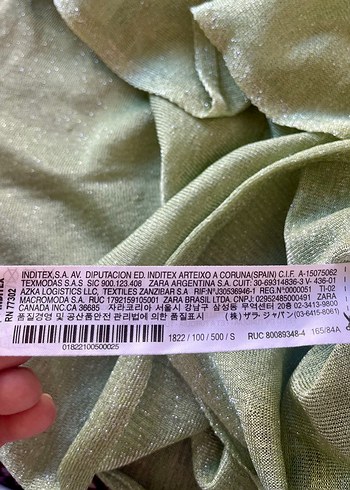 INDITEX
RN 77302
INDITEX,S.A. AV. DIPUTACION ED. INDITEX ARTEIXO A CORUNA(SPAIN) C.I.F. A-15075062
TEXMODAS S.A.S SIC 900.123.408 ZARA ARGENTINA S.A. CUIT: 30-69314836-3 V-436-01
AZKA LOGISTICS LLC, TEXTILES ZANZIBAR SA RIF:Nº J30536946-1 REG.Nº0000051 TI-02
MACROMODA S.A. RUC 1792159105001 ZARA BRASIL LTDA, CNPJ: 02952485000491 ZARA
CANADA INC.CA 36685 자라코리아 서울시 강남구 삼성동 무역센터 20층 02-3413-9800
품질경영 및 공산품안전 관리법에 의한 품질표시 (株) ザラ・ジャパン (03-6415-8061)
01822100500025
1822 / 100 / 500 / S
RUC 80089348-4
165/84A